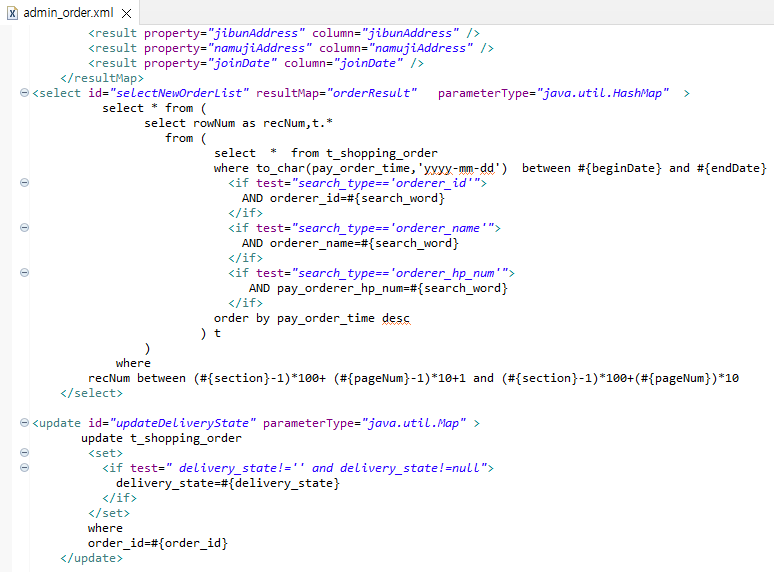 admin_order.xml
<result property="jibunAddress" column="jibunAddress" />
<result property="namujiAddress" column="namujiAddress" />
<result property="joinDate" column="joinDate" />
</resultMap>
<select id="selectNewOrderList" resultMap="orderResult"   parameterType="java.util.HashMap"  >
select * from (
select rowNum as recNum,t.*
from (
select  *  from t_shopping_order
where to_char(pay_order_time,'yyyy-mm-dd')  between #{beginDate} and #{endDate}
<if test="search_type=='orderer_id'">
AND orderer_id=#{search_word}
</if>
<if test="search_type=='orderer_name'">
AND orderer_name=#{search_word}
</if>
<if test="search_type=='orderer_hp_num'">
AND pay_orderer_hp_num=#{search_word}
</if>
order by pay_order_time desc
) t
)
where
recNum between (#{section}-1)*100+ (#{pageNum}-1)*10+1 and (#{section}-1)*100+(#{pageNum})*10
</select>
<update id="updateDeliveryState" parameterType="java.util.Map" >
update t_shopping_order
<set>
<if test=" delivery_state!='' and delivery_state!=null">
delivery_state=#{delivery_state}
</if>
</set>
where
order_id=#{order_id}
</update>